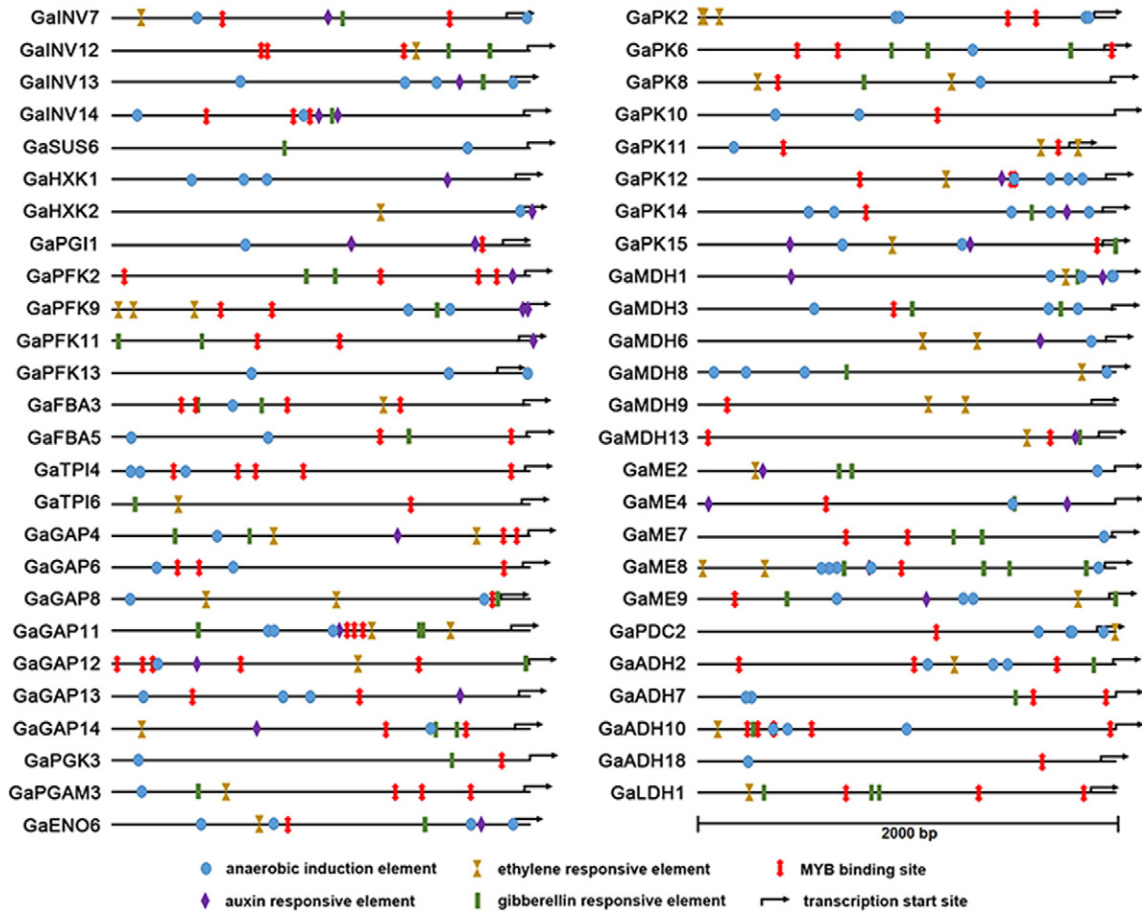 GaINV7
GaINV12
GaINV13
GaINV14
GaSUS6
GaHXK1
GaHXK2
GaPGI1
GaPFK2
GaPFK9
GaPFK11
GaPFK13
GaFBA3
GaFBA5
GaTPI4
GaTPI6
GaGAP4
GaGAP6
GaGAP8
GaGAP11
GaGAP12
GaGAP13
GaGAP14
GaPGK3
GaPGAM3
GaENO6
GaPK2
GaPK6
GaPK8
GaPK10
GaPK11
GaPK12
GaPK14
GaPK15
GaMDH1
GaMDH3
GaMDH6
GaMDH8
GaMDH9
GaMDH13
GaME2
GaME4
GaME7
GaME8
GaME9
GaPDC2
GaADH2
GaADH7
GaADH10
GaADH18
GaLDH1
2000 bp
anaerobic induction element
ethylene responsive element
MYB binding site
auxin responsive element
gibberellin responsive element
transcription start site